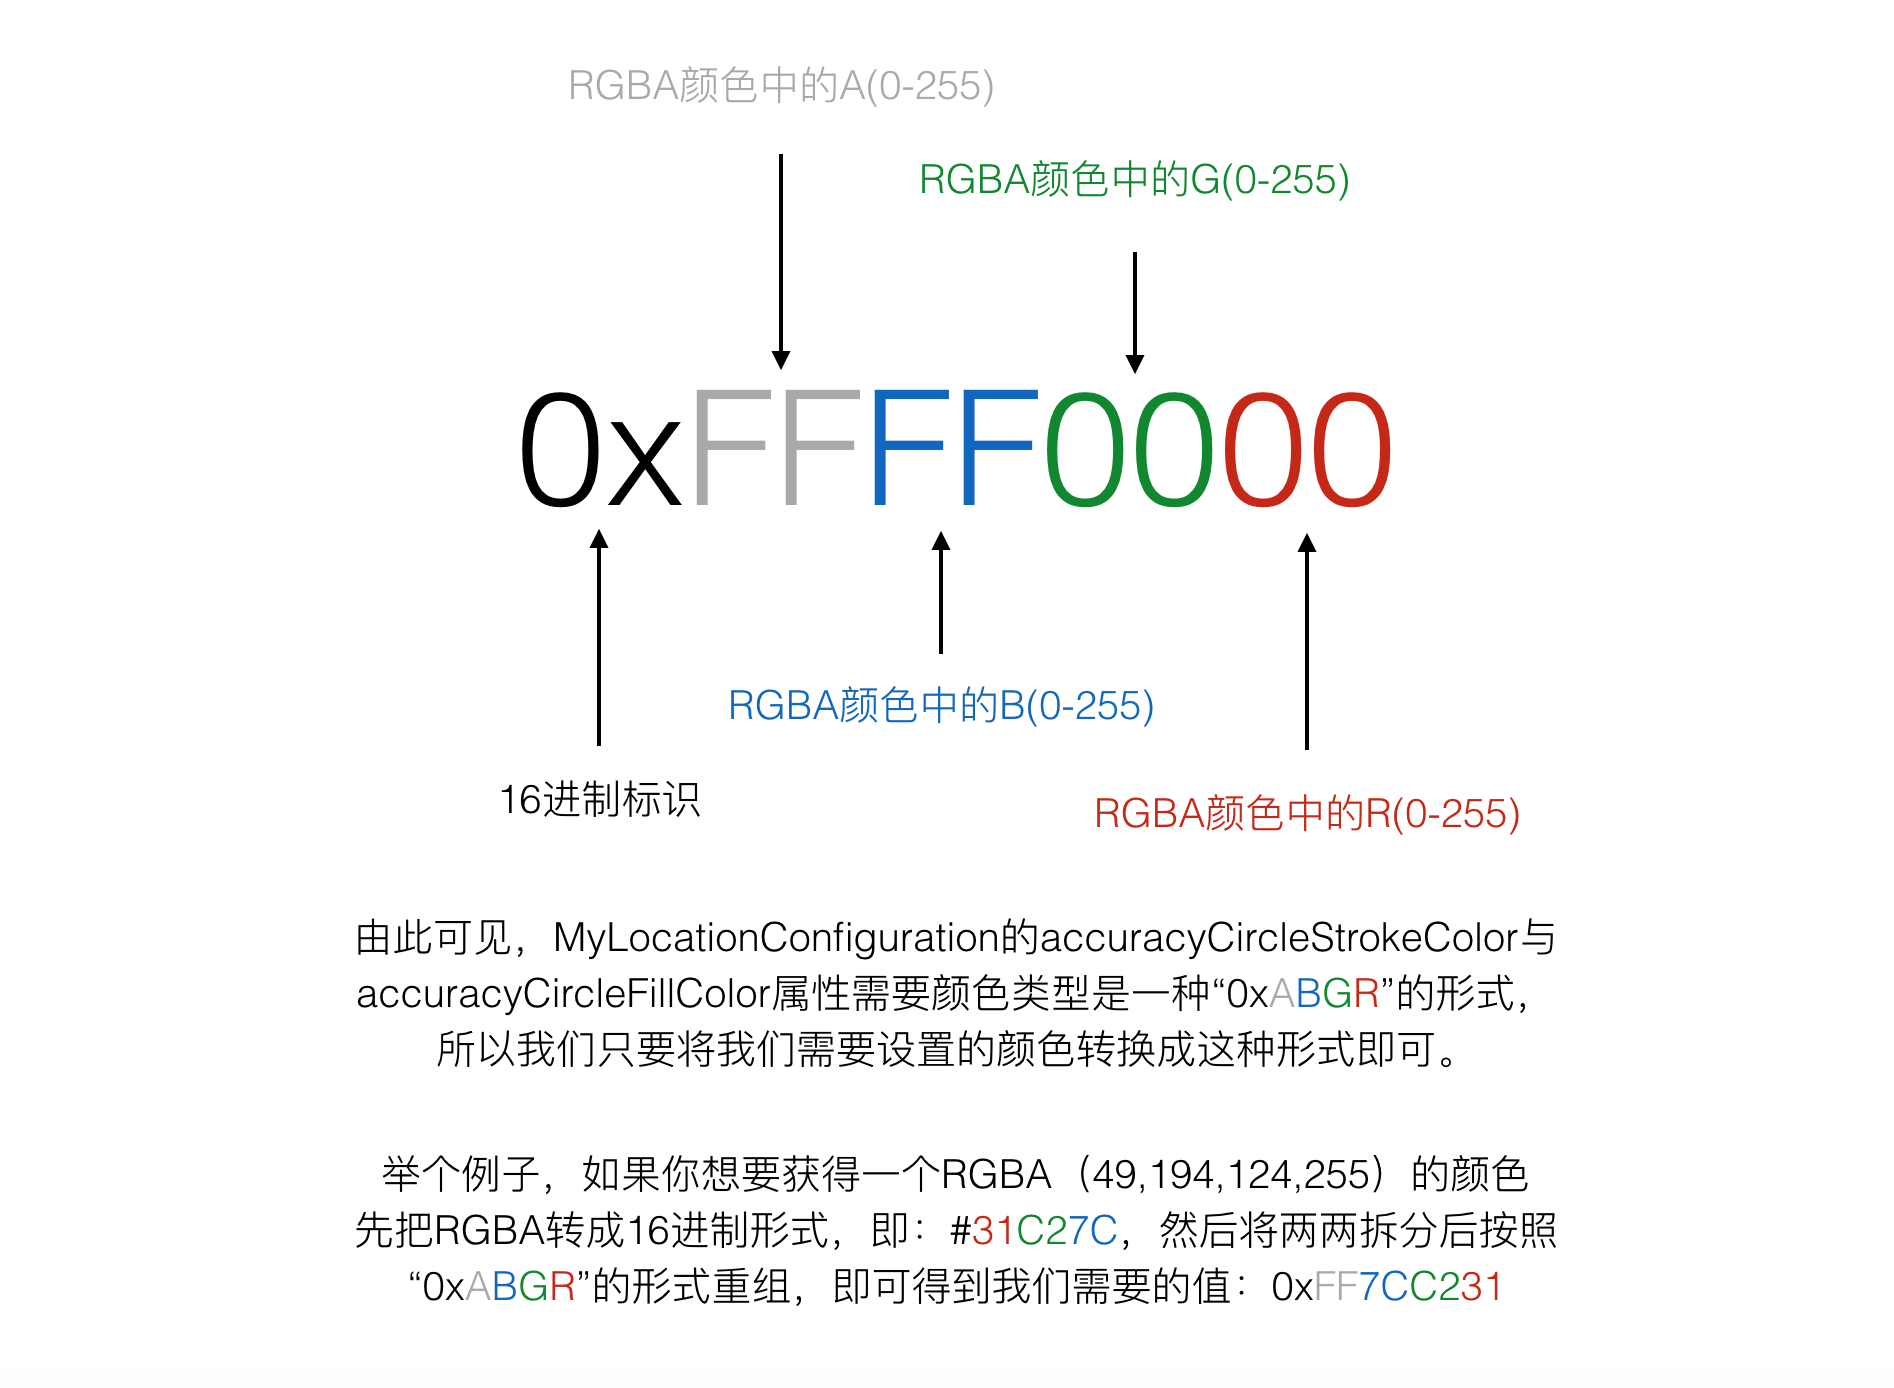 RGBA颜色中的A(0-255)
RGBA颜色中的G(0-255)
0xFFFF0000
RGBA颜色中的B(0-255)
16进制标识
RGBA颜色中的R(0-255)
由此可见，MyLocationConfiguration的accuracyCircleStrokeColor与
accuracyCircleFillColor属性需要颜色类型是一种“0xABGR”的形式，
所以我们只要将我们需要设置的颜色转换成这种形式即可。
举个例子，如果你想要获得一个RGBA（49,194,124,255）的颜色
先把RGBA转成16进制形式，即：#31C27C，然后将两两拆分后按照
“0xABGR”的形式重组，即可得到我们需要的值：0xFF7CC231